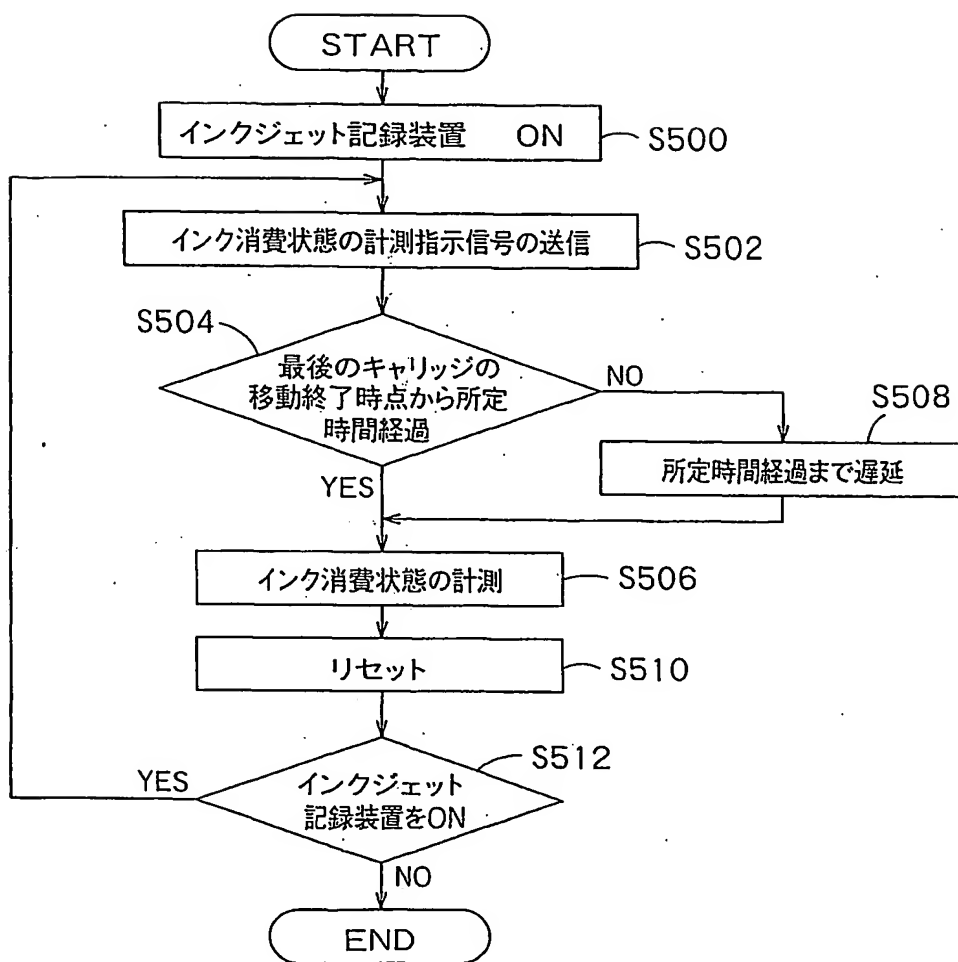 START
インクジェット記録装置 ON
S500
インク消費状態の計測指示信号の送信
S502
S504
最後のキャリッジの
移動終了時点から所定
時間経過
NO
S508
所定時間経過まで遅延
YES
インク消費状態の計測
S506
リセット
S510
S512
YES
インクジェット
記録装置をON
NO
END